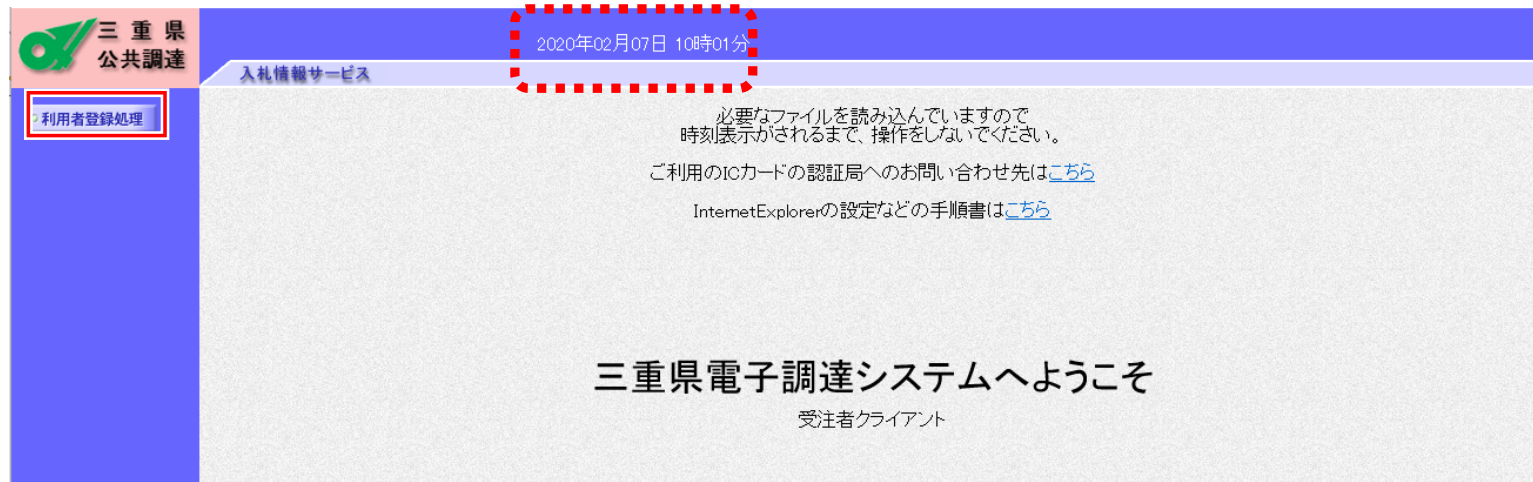 三重県
公共調達
2020年02月07日 10時01分
入札情報サービス
利用者登録処理
必要なファイルを読み込んでいますので
時刻表示がされるまで、操作をしないでください。
ご利用のICカードの認証局へのお問い合わせ先はこちら
InternetExplorerの設定などの手順書はこちら
三重県電子調達システムへようこそ
受注者クライアント